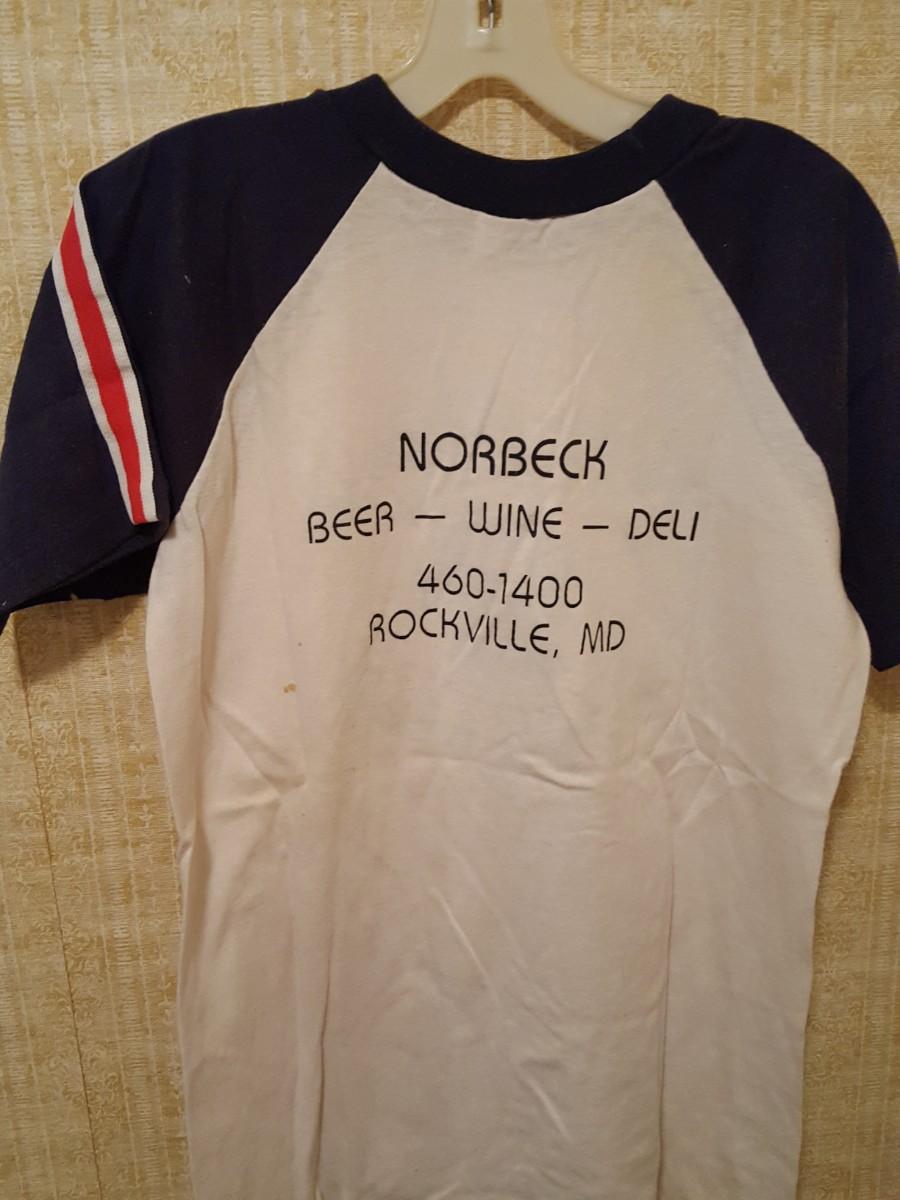 NORBECK
BEER — WINE — DELI
460-1400
ROCKVILLE, MD